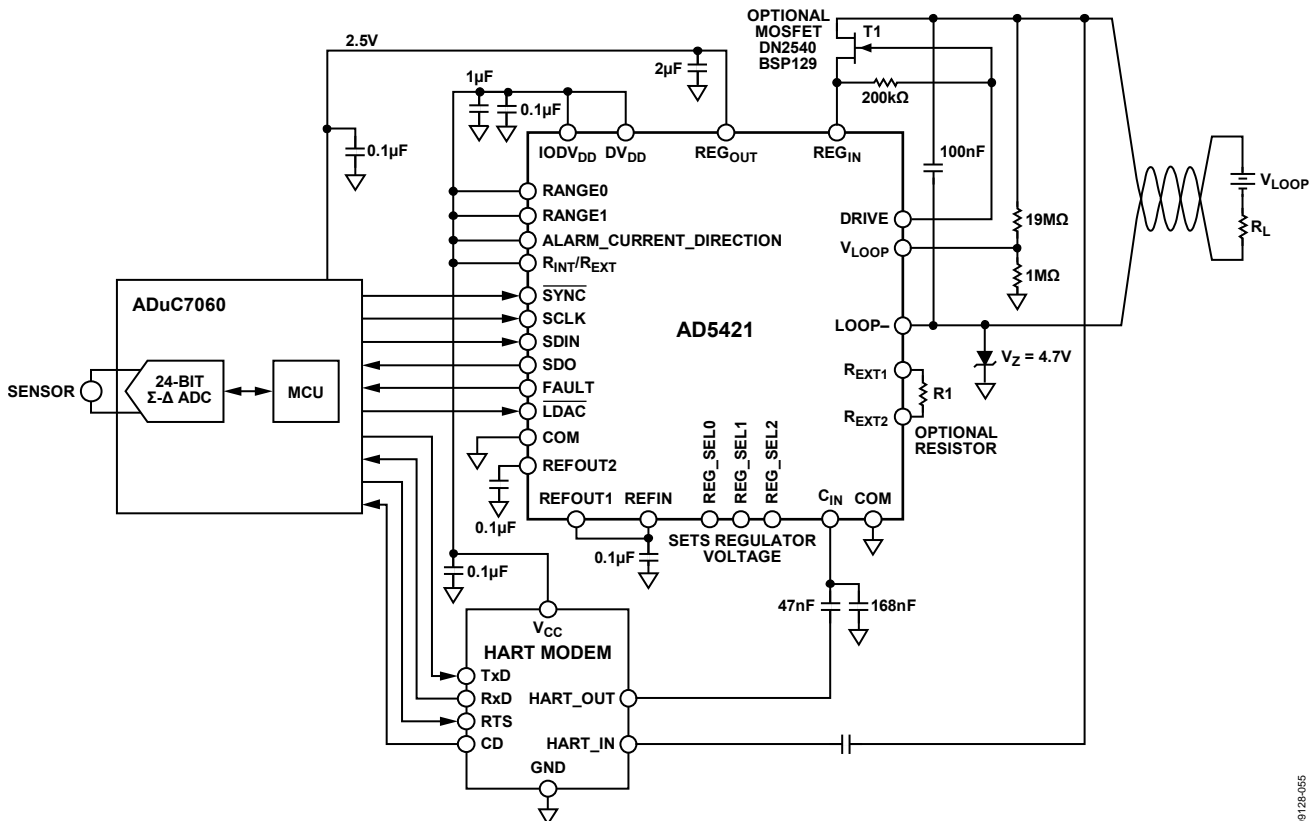 OPTIONAL
MOSFET
DN2540
BSP129
T1
2.5V
2µF
1µF
0.1µF
200kΩ
0.1µF
IODVDD
DVDD
REGOUT
REGIN
100nF
VLOOP
RL
RANGE0
RANGE1
ALARM_CURRENT_DIRECTION
RINT/REXT
SYNC
SCLK
SDIN
SDO
FAULT
LDAC
COM
REFOUT2
DRIVE
VLOOP
19MΩ
1MΩ
ADuC7060
AD5421
LOOP–
VZ = 4.7V
SENSOR
24-BIT
Σ-Δ ADC
MCU
REXT1
R1
REXT2
OPTIONAL
RESISTOR
0.1µF
REFOUT1
REFIN
REG_SEL0
REG_SEL1
REG_SEL2
CIN
COM
SETS REGULATOR
VOLTAGE
0.1µF
0.1µF
47nF
168nF
VCC
HART MODEM
TxD
RxD
RTS
CD
HART_OUT
HART_IN
GND
09128-055